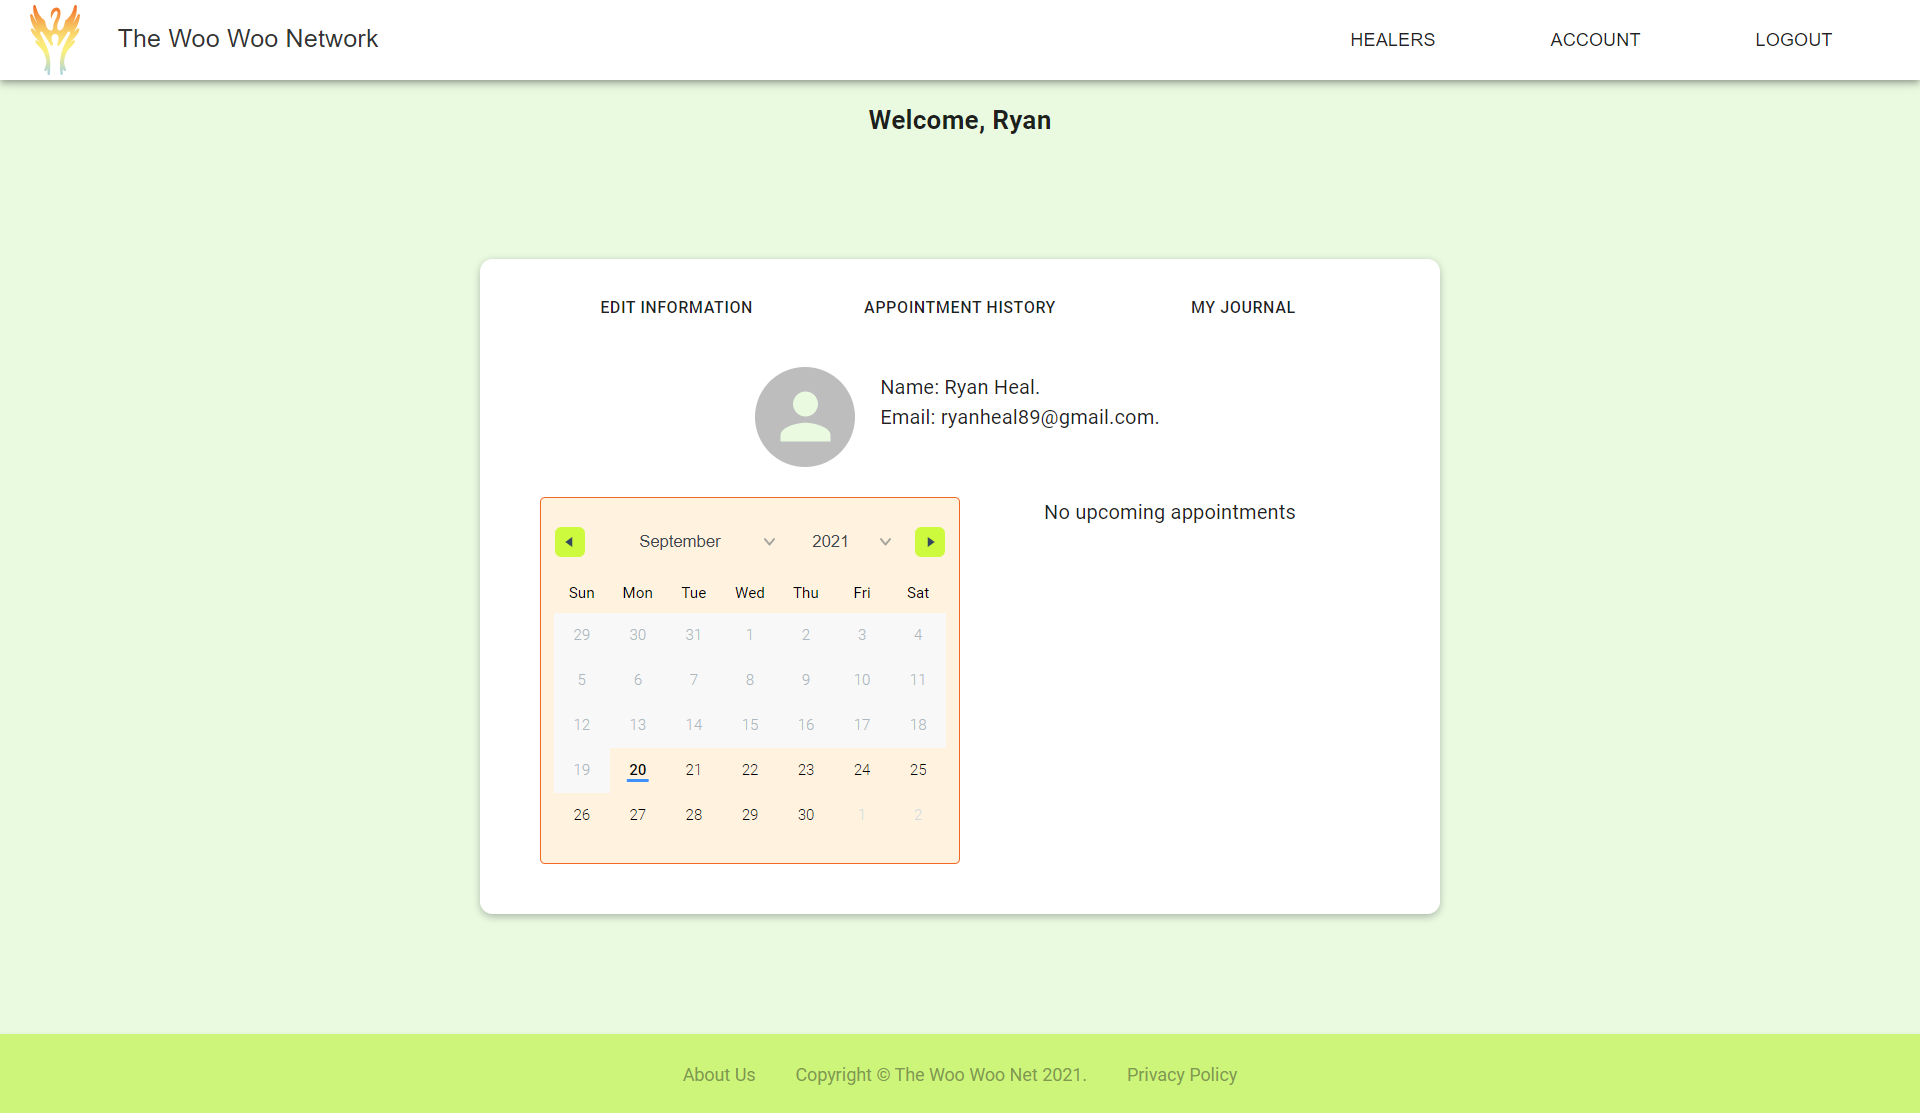 The Woo Woo Network
HEALERS ACCOUNT LOGOUT
Welcome, Ryan
EDIT INFORMATION APPOINTMENT HISTORY MY JOURNAL
Name: Ryan Heal.
Email: ryanheal89@gmail.com.
No upcoming appointments
September 2021
Sun Mon Tue Wed Thu Fri Sat
29 30 31 1 2 3 4
5 6 7 8 9 10 11
12 13 14 15 16 17 18
19 20 21 22 23 24 25
26 27 28 29 30 1 2
About Us Copyright © The Woo Woo Net 2021. Privacy Policy